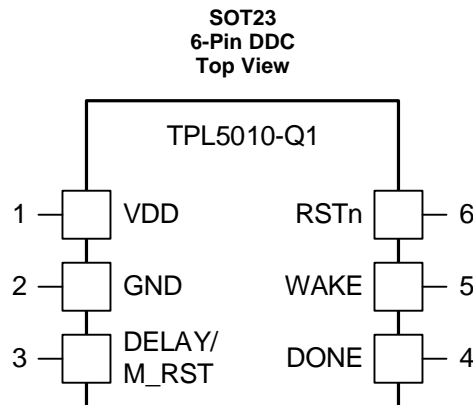 SOT23
6-Pin DDC
Top View
TPL5010-Q1
1 VDD RSTn 6
2 GND WAKE 5
3 DELAY/
M_RST DONE 4